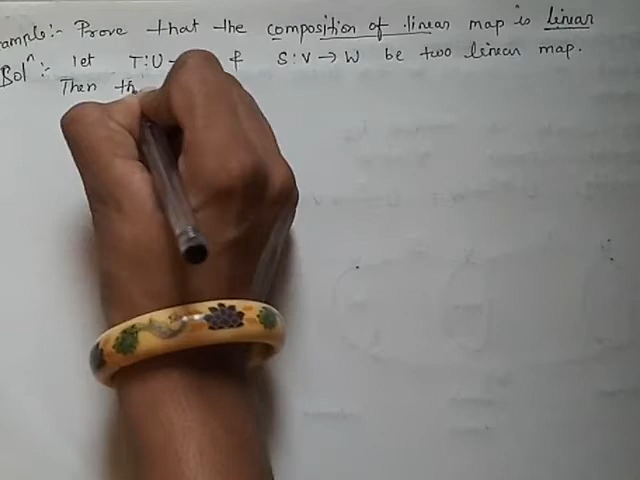 ample:- Prove that the composition of linear map is linear
Solⁿ:- let T:U→ & S:V→W be two linear map.
Then th